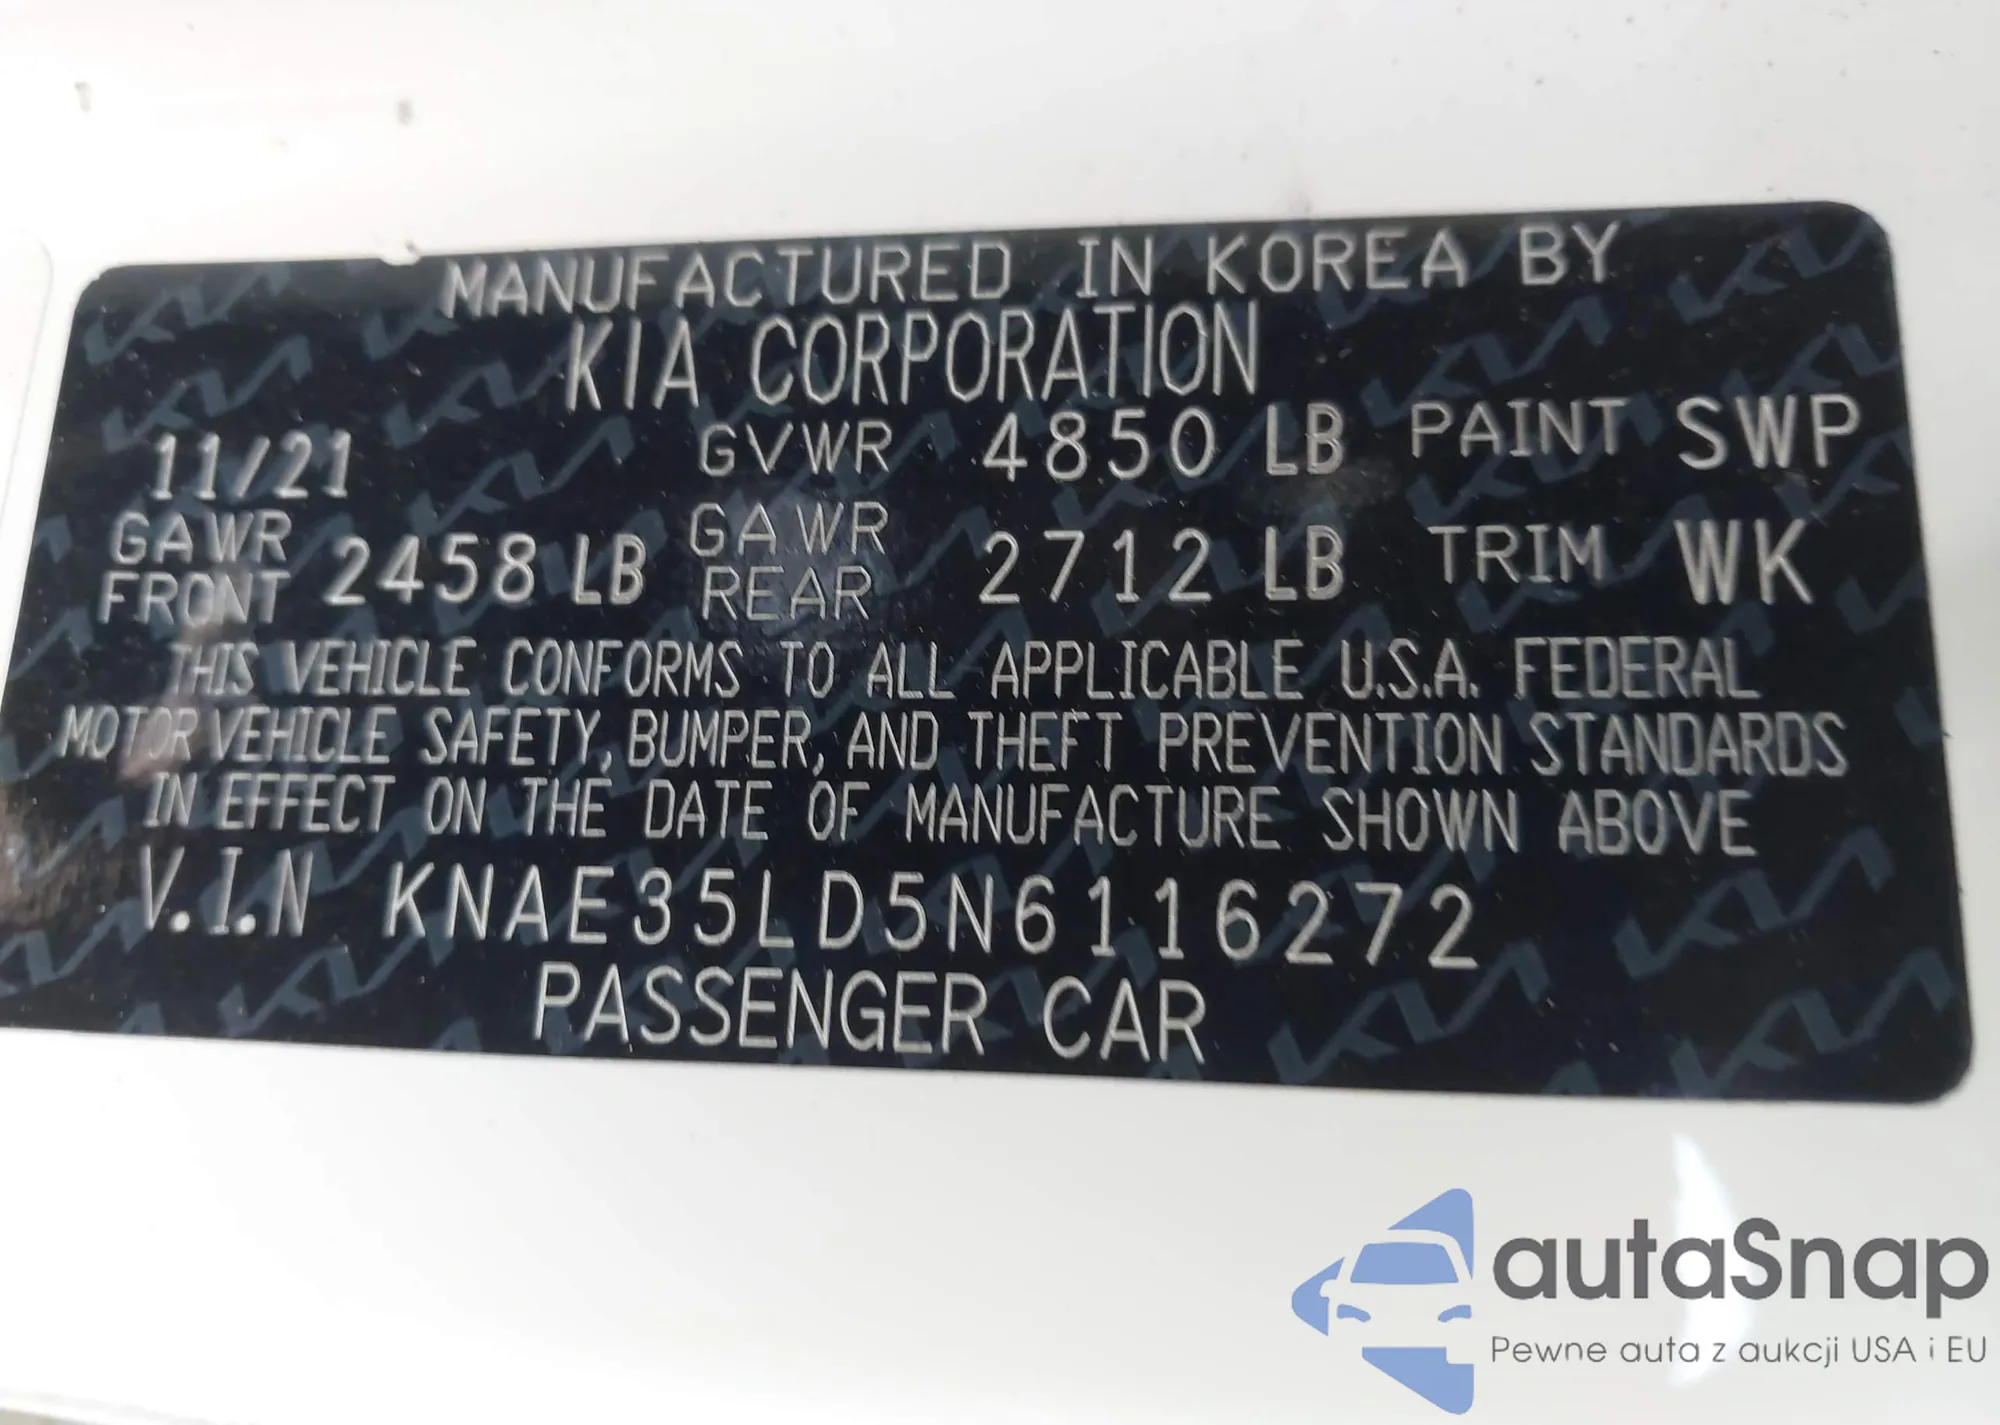 MANUFACTURED IN KOREA BY
KIA CORPORATION
11/21 GVWR 4850 LB PAINT SWP
GAWR FRONT 2458 LB GAWR REAR 2712 LB TRIM WK
THIS VEHICLE CONFORMS TO ALL APPLICABLE U.S.A. FEDERAL
MOTOR VEHICLE SAFETY, BUMPER, AND THEFT PREVENTION STANDARDS
IN EFFECT ON THE DATE OF MANUFACTURE SHOWN ABOVE
V.I.N KNAE35LD5N6116272
PASSENGER CAR
autaSnap
Pewne auta z aukcji USA i EU